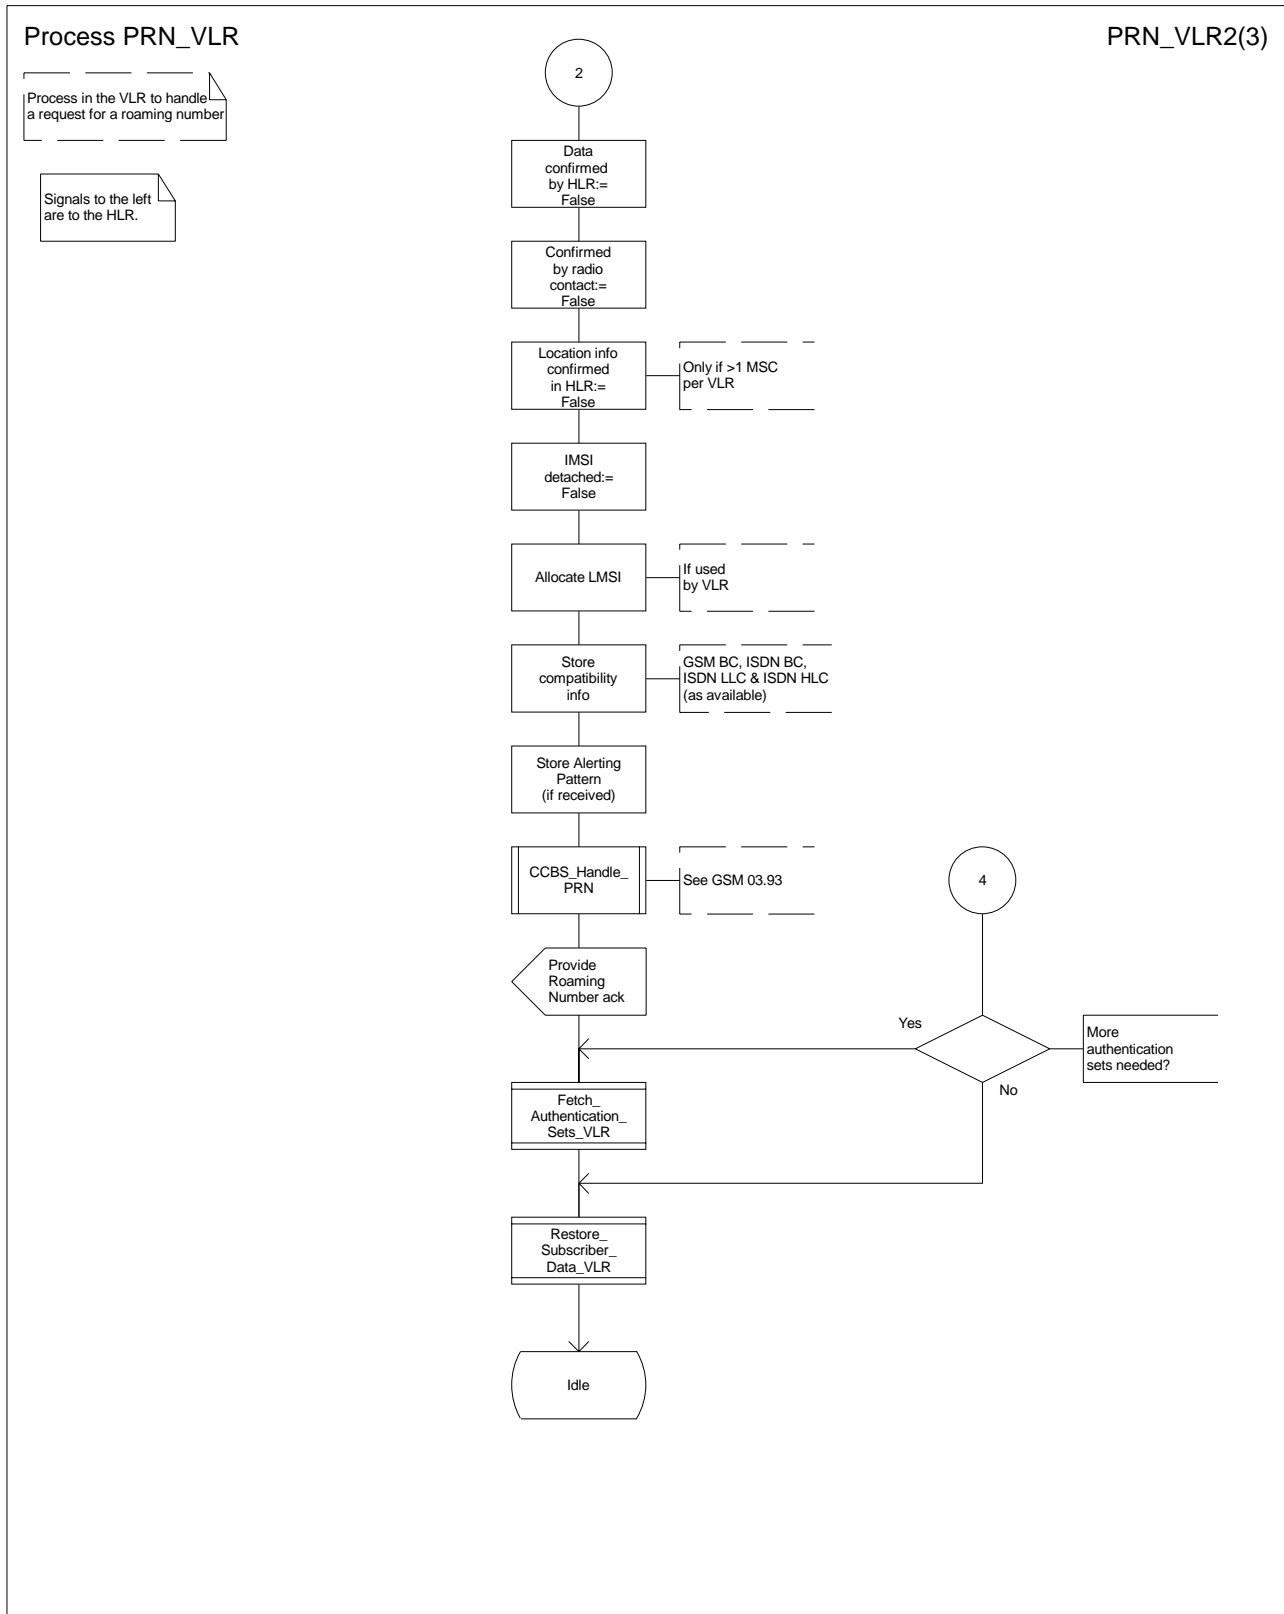 Process PRN_VLR
PRN_VLR2(3)
Process in the VLR to handle
a request for a roaming number
Signals to the left
are to the HLR.
2
Data
confirmed
by HLR:=
False
Confirmed
by radio
contact:=
False
Location info
confirmed
in HLR:=
False
Only if >1 MSC
per VLR
IMSI
detached:=
False
Allocate LMSI
If used
by VLR
Store
compatibility
info
GSM BC, ISDN BC,
ISDN LLC & ISDN HLC
(as available)
Store Alerting
Pattern
(if received)
CCBS_Handle_
PRN
See GSM 03.93
4
Provide
Roaming
Number ack
Yes
More
authentication
sets needed?
No
Fetch_
Authentication_
Sets_VLR
Restore_
Subscriber_
Data_VLR
Idle